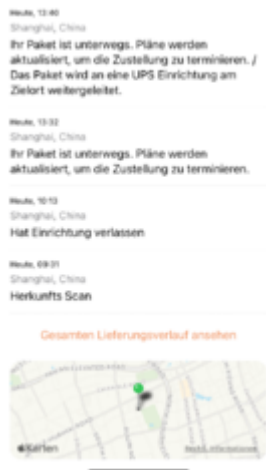 Heute, 13:40
Shanghai, China
Ihr Paket ist unterwegs. Pläne werden
aktualisiert, um die Zustellung zu terminieren. /
Das Paket wird an eine UPS Einrichtung am
Zielort weitergeleitet.
Heute, 13:32
Shanghai, China
Ihr Paket ist unterwegs. Pläne werden
aktualisiert, um die Zustellung zu terminieren.
Heute, 10:13
Shanghai, China
Hat Einrichtung verlassen
Heute, 09:31
Shanghai, China
Herkunfts Scan
Gesamten Lieferungsverlauf ansehen
Karten